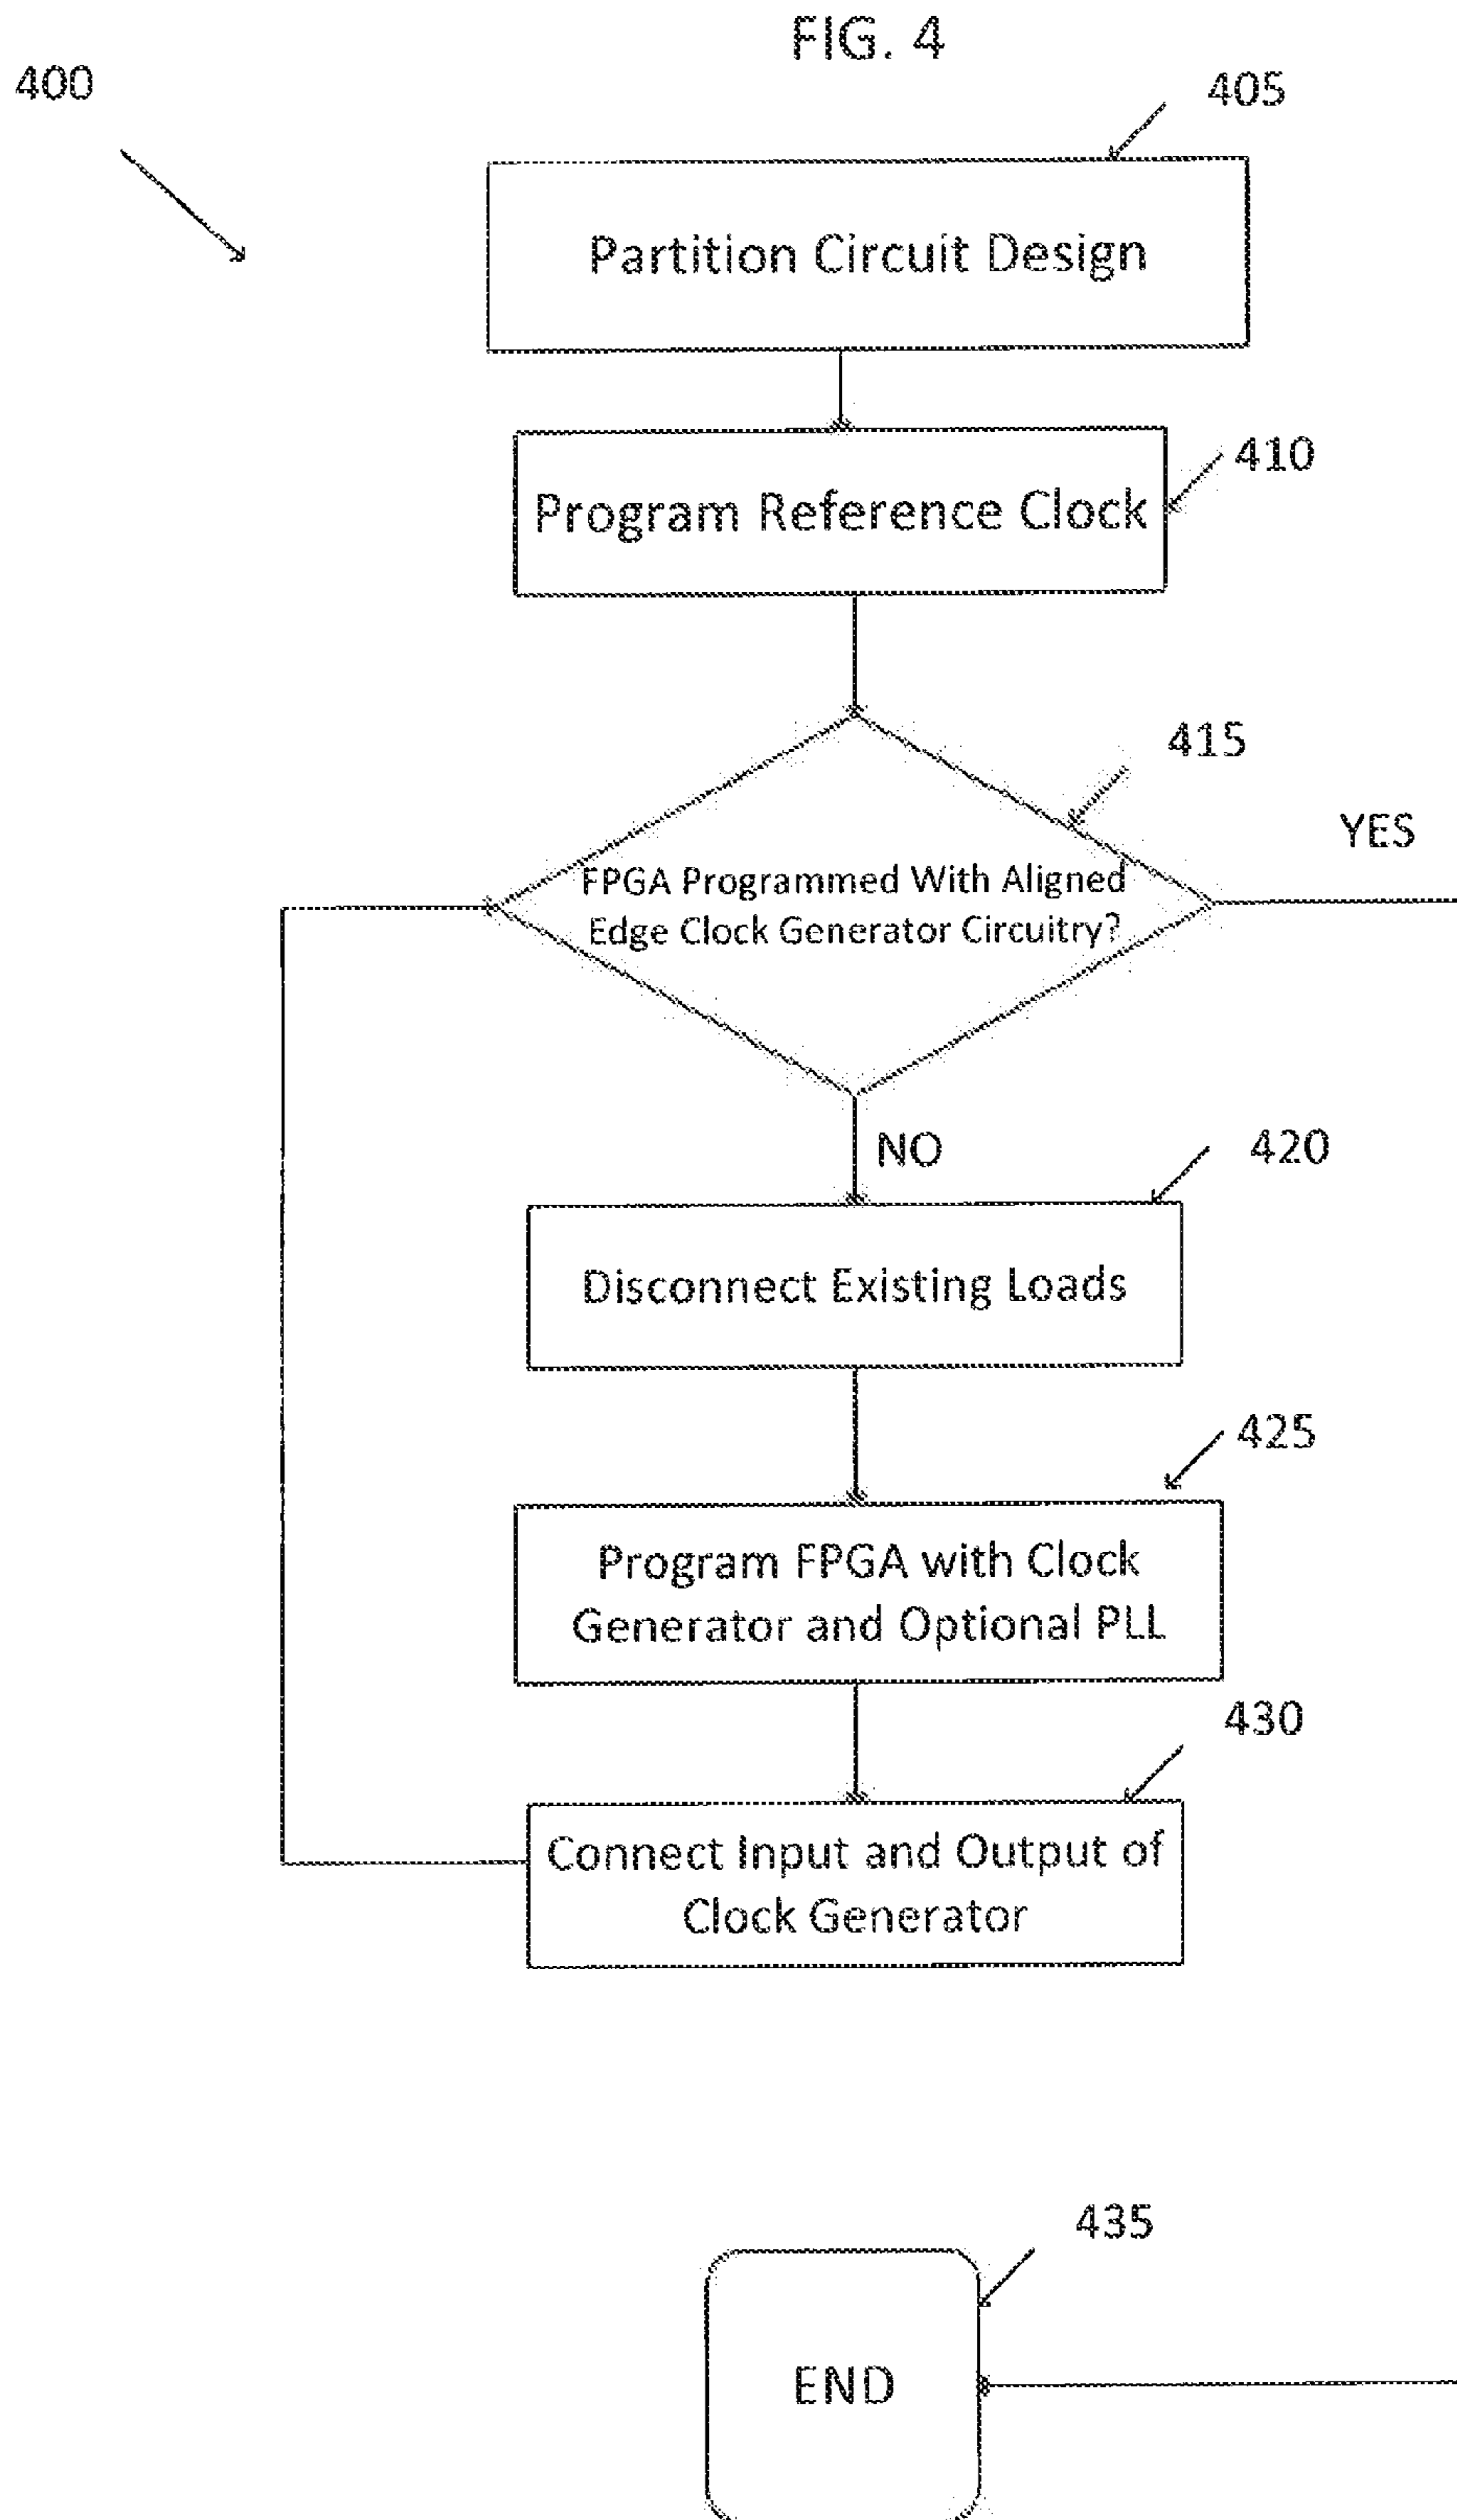 FIG. 4
400
405
Partition Circuit Design
410
Program Reference Clock
415
YES
FPGA Programmed With Aligned
Edge Clock Generator Circuitry?
NO
420
Disconnect Existing Loads
425
Program FPGA with Clock
Generator and Optional PLL
430
Connect Input and Output of
Clock Generator
435
END